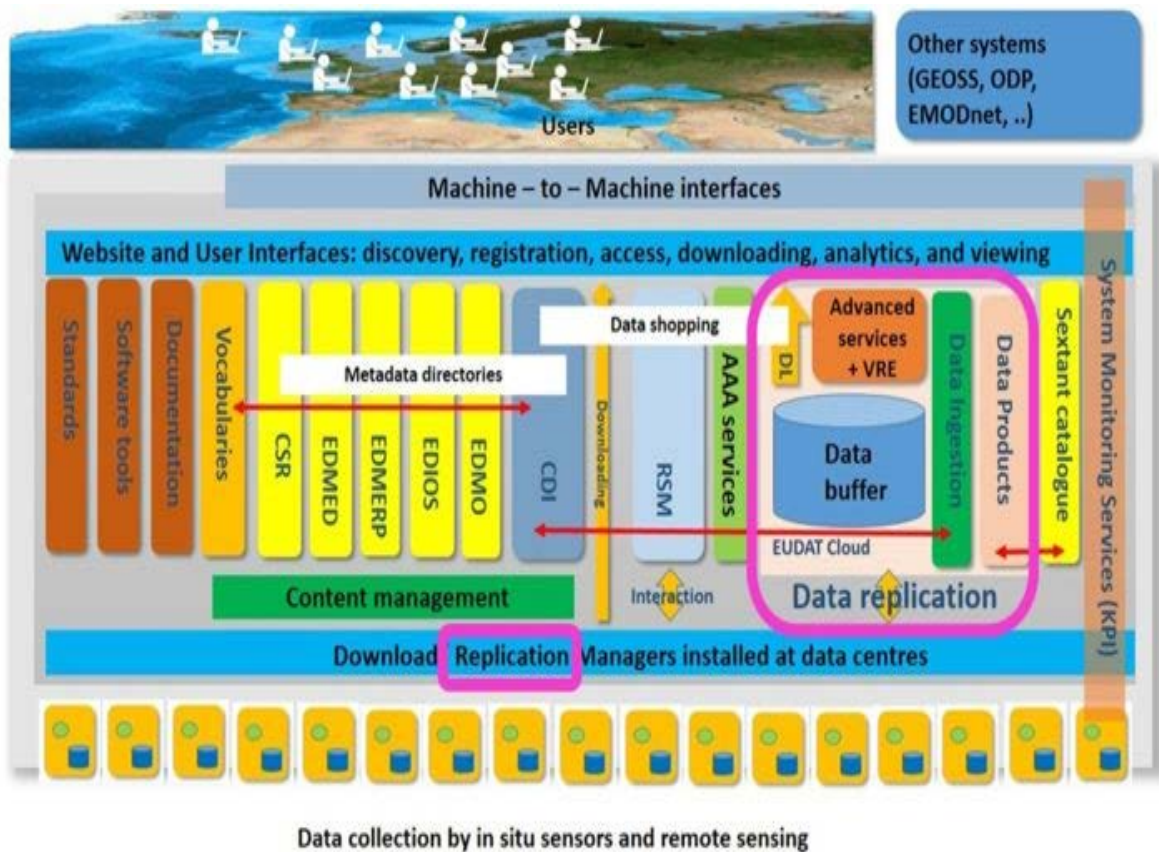 Other systems
(GEOSS, ODP,
EMODnet, ..)
Users
Machine – to – Machine interfaces
Website and User Interfaces: discovery, registration, access, downloading, analytics, and viewing
Standards
Software tools
Documentation
Vocabularies
CSR
EDMED
EDMERP
EDIOS
EDMO
Metadata directories
CDI
Downloading
Data shopping
RSM
AAA services
DL
Advanced
services
+ VRE
Data
buffer
EUDAT Cloud
Data Ingestion
Data Products
Sextant catalogue
System Monitoring Services (KPI)
Content management
Interaction
Data replication
Download Replication Managers installed at data centres
Data collection by in situ sensors and remote sensing